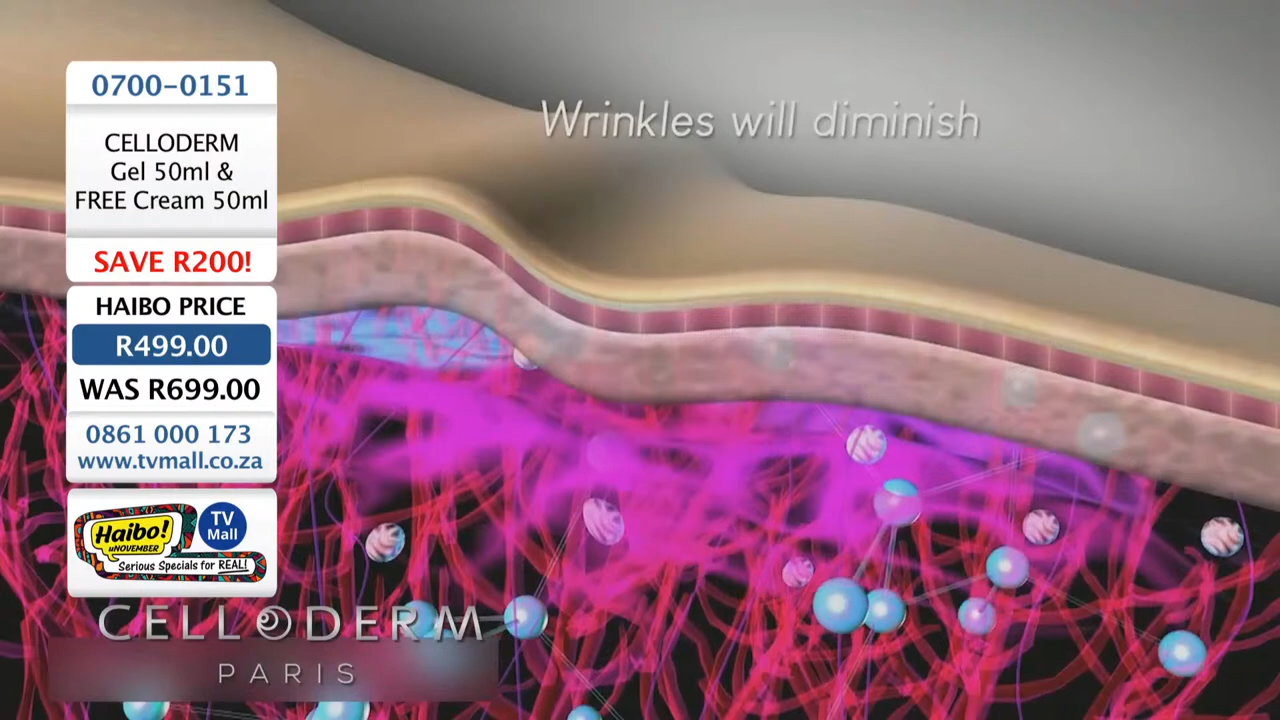 0700-0151
CELLODERM
Gel 50ml &
FREE Cream 50ml
SAVE R200!
HAIBO PRICE
R499.00
WAS R699.00
0861 000 173
www.tvmall.co.za
Haibo!
uNOVEMBER
TV
Mall
Serious Specials for REAL!
Wrinkles will diminish
CELLODERM
PARIS